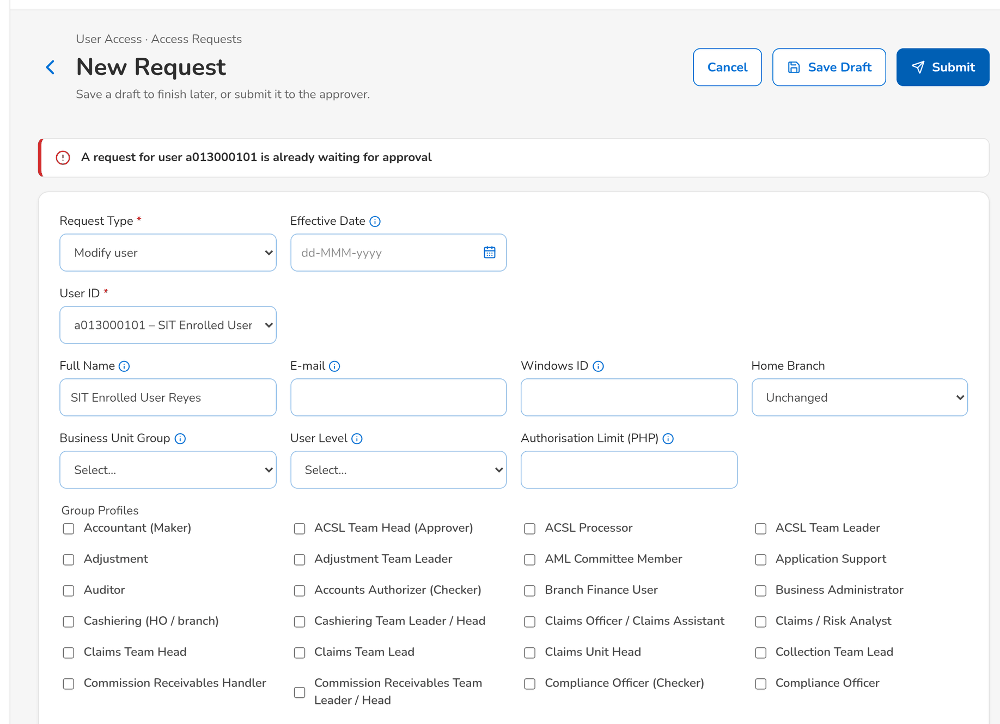 User Access · Access Requests
New Request
Save a draft to finish later, or submit it to the approver.
Cancel
Save Draft
Submit
A request for user a013000101 is already waiting for approval
Request Type *
Effective Date
Modify user
dd-MMM-yyyy
User ID *
a013000101 – SIT Enrolled User
Full Name
E-mail
Windows ID
Home Branch
SIT Enrolled User Reyes
Unchanged
Business Unit Group
User Level
Authorisation Limit (PHP)
Select...
Select...
Group Profiles
Accountant (Maker)
ACSL Team Head (Approver)
ACSL Processor
ACSL Team Leader
Adjustment
Adjustment Team Leader
AML Committee Member
Application Support
Auditor
Accounts Authorizer (Checker)
Branch Finance User
Business Administrator
Cashiering (HO / branch)
Cashiering Team Leader / Head
Claims Officer / Claims Assistant
Claims / Risk Analyst
Claims Team Head
Claims Team Lead
Claims Unit Head
Collection Team Lead
Commission Receivables Handler
Commission Receivables Team
Leader / Head
Compliance Officer (Checker)
Compliance Officer